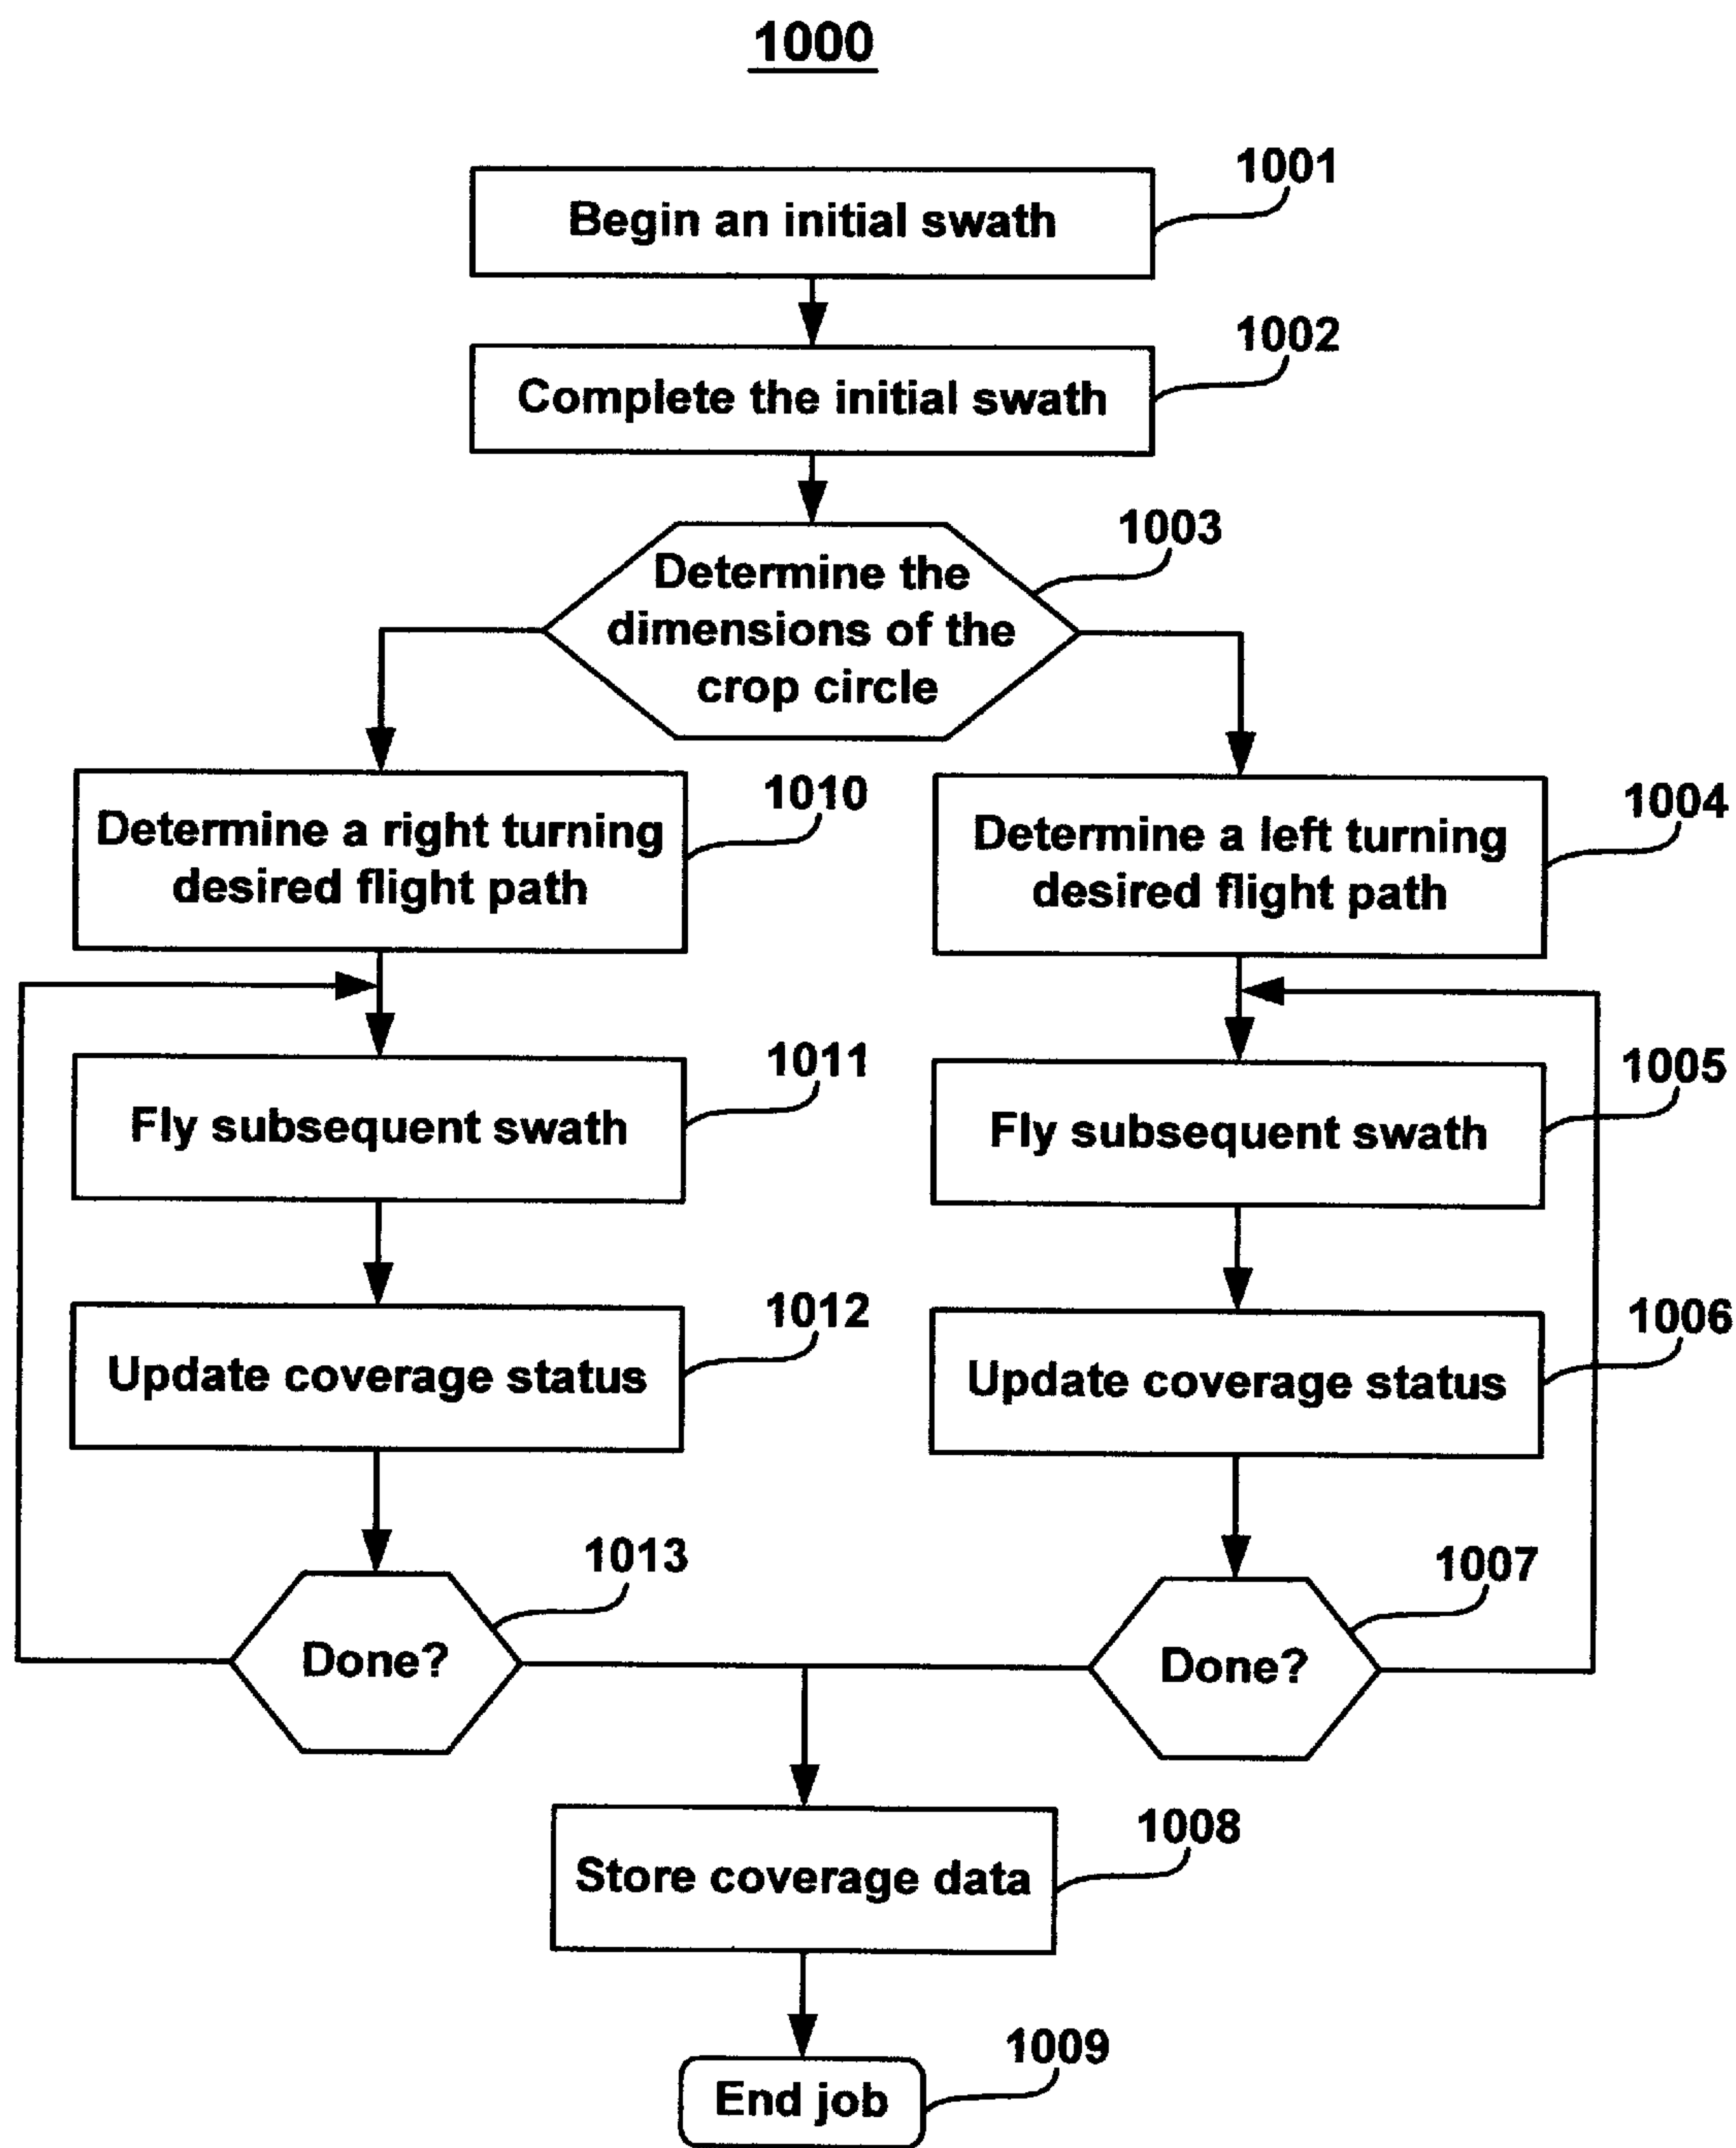 1000
1001
Begin an initial swath
1002
Complete the initial swath
1003
Determine the
dimensions of the
crop circle
1010
Determine a right turning
desired flight path
1004
Determine a left turning
desired flight path
1011
Fly subsequent swath
1005
Fly subsequent swath
1012
Update coverage status
1006
Update coverage status
1013
Done?
1007
Done?
1008
Store coverage data
1009
End job